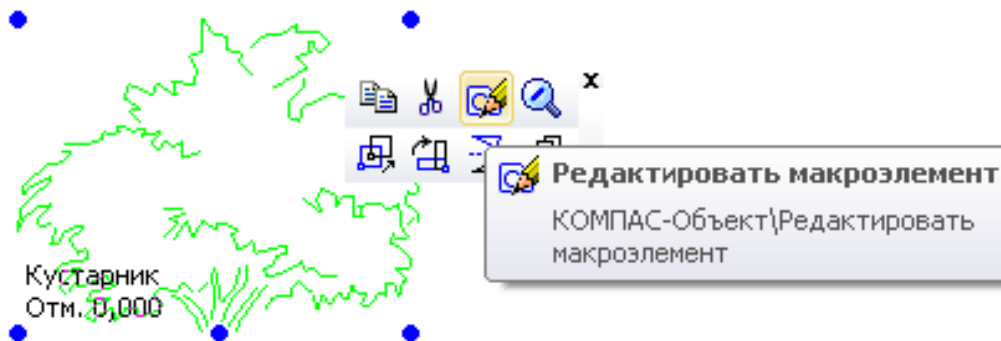 x
Редактировать макроэлемент
КОМПАС-Объект\Редактировать
макроэлемент
Кустарник
Отм. 0,000